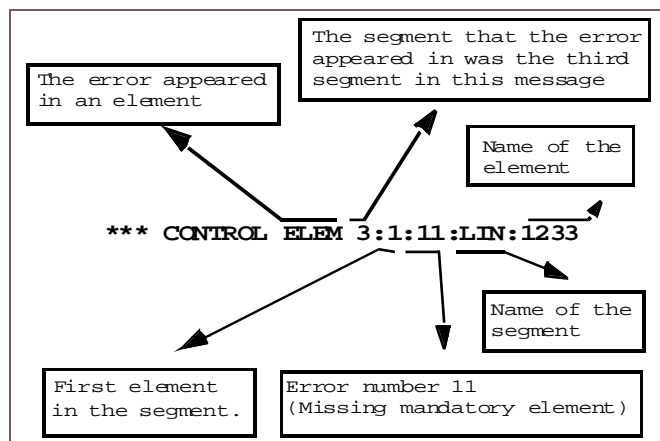 The segment that the error
appeared in was the third
segment in this message
The error appeared
in an element
Name of the
element
*** CONTROL ELEM 3:1:11:LIN:1233
Name of the
segment
First element
in the segment.
Error number 11
(Missing mandatory element)